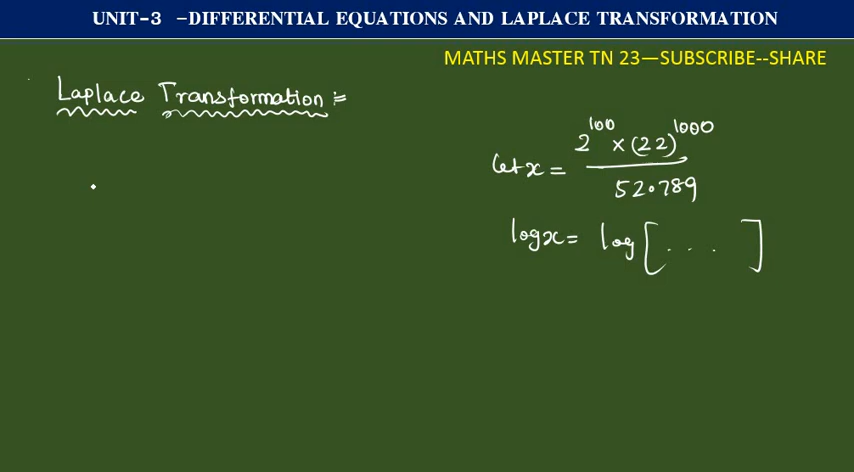 UNIT-3 –DIFFERENTIAL EQUATIONS AND LAPLACE TRANSFORMATION
MATHS MASTER TN 23—SUBSCRIBE--SHARE
Laplace Transformation :=
let x = 2^100 × (22)^1000 / 52.789
log x = log [ . . . ]